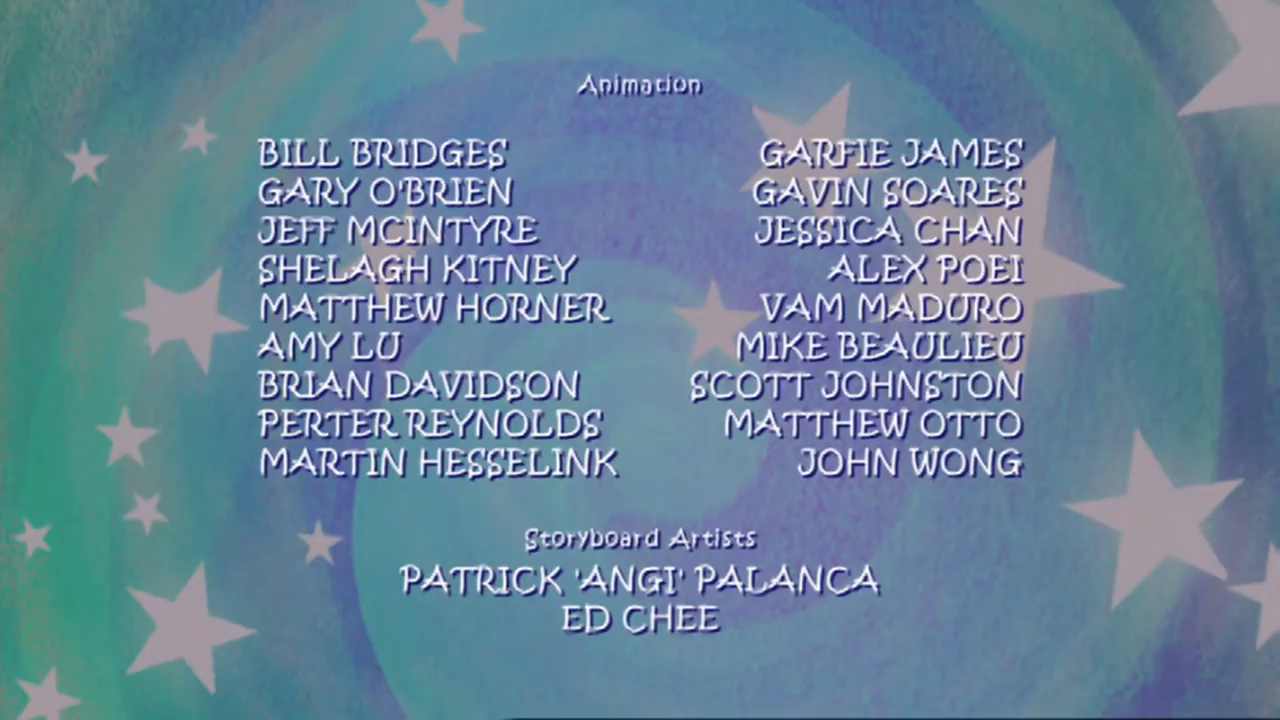 Animation
BILL BRIDGES GARFIE JAMES
GARY O'BRIEN GAVIN SOARES
JEFF MCINTYRE JESSICA CHAN
SHELAGH KITNEY ALEX POEI
MATTHEW HORNER VAM MADURO
AMY LU MIKE BEAULIEU
BRIAN DAVIDSON SCOTT JOHNSTON
PERTER REYNOLDS MATTHEW OTTO
MARTIN HESSELINK JOHN WONG
Storyboard Artists
PATRICK 'ANGI' PALANCA
ED CHEE